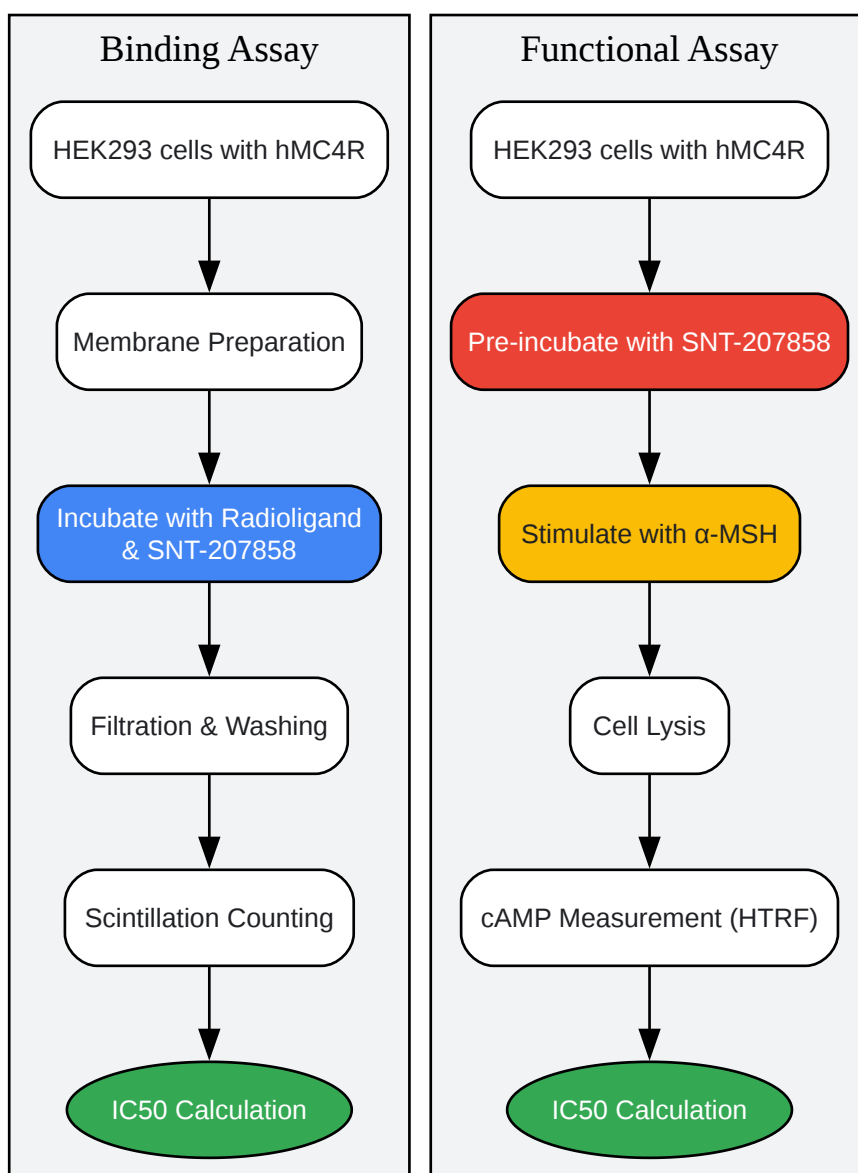 Binding Assay
HEK293 cells with hMC4R
Membrane Preparation
Incubate with Radioligand
& SNT-207858
Filtration & Washing
Scintillation Counting
IC50 Calculation
Functional Assay
HEK293 cells with hMC4R
Pre-incubate with SNT-207858
Stimulate with α-MSH
Cell Lysis
cAMP Measurement (HTRF)
IC50 Calculation